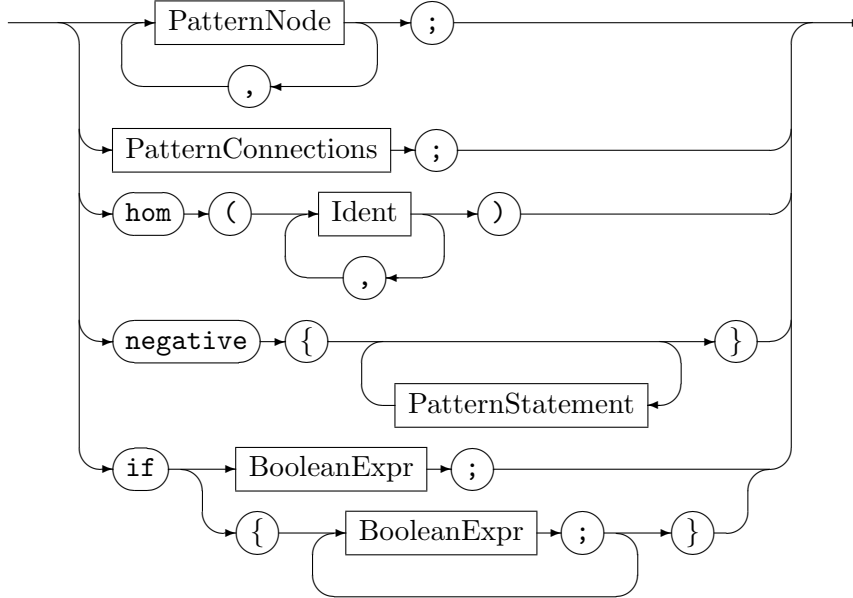 PatternNode ;
,
PatternConnections ;
hom ( Ident )
,
negative { }
PatternStatement
if BooleanExpr ;
{ BooleanExpr ; }